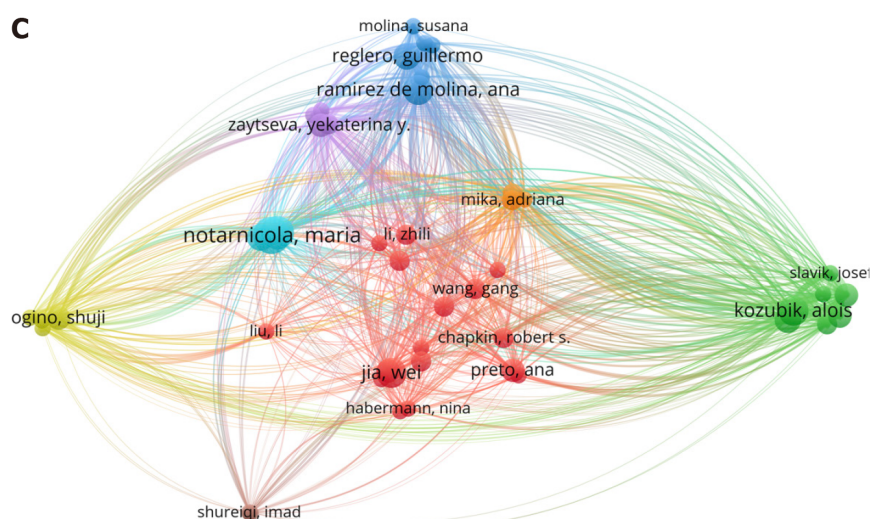 C
molina, susana
reglero, guillermo
ramirez de molina, ana
zaytseva, yekaterina y.
mika, adriana
notarnicola, maria
li, zhili
slavik, josef
wang, gang
kozubik, alois
ogino, shuji
liu, li
chapkin, robert s.
jia, wei
preto, ana
habermann, nina
shureiqi, imad